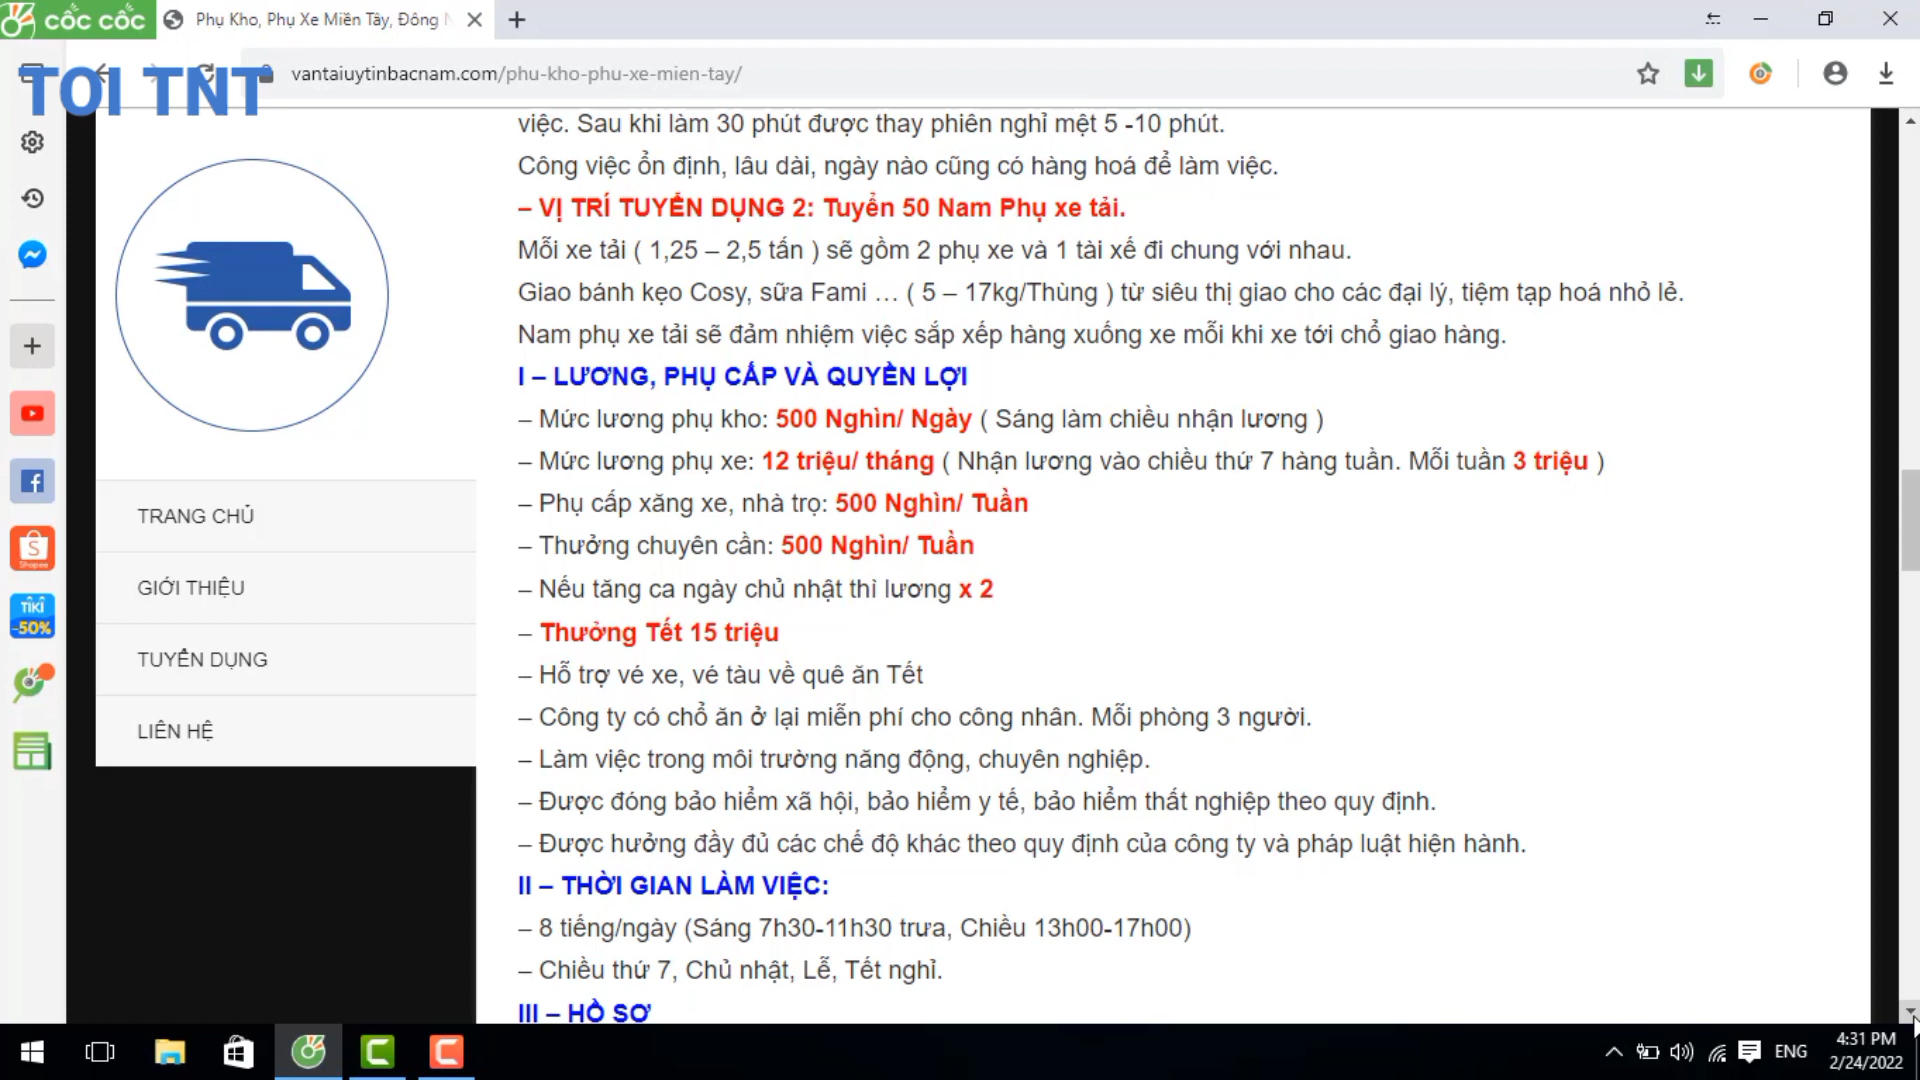 cốc cốc
Phụ Kho, Phụ Xe Miền Tây, Đông N
vantaiuytinbacnam.com/phu-kho-phu-xe-mien-tay/
TOI TNT
việc. Sau khi làm 30 phút được thay phiên nghỉ mệt 5 -10 phút.
Công việc ổn định, lâu dài, ngày nào cũng có hàng hoá để làm việc.
– VỊ TRÍ TUYỂN DỤNG 2: Tuyển 50 Nam Phụ xe tải.
Mỗi xe tải ( 1,25 – 2,5 tấn ) sẽ gồm 2 phụ xe và 1 tài xế đi chung với nhau.
Giao bánh kẹo Cosy, sữa Fami … ( 5 – 17kg/Thùng ) từ siêu thị giao cho các đại lý, tiệm tạp hoá nhỏ lẻ.
Nam phụ xe tải sẽ đảm nhiệm việc sắp xếp hàng xuống xe mỗi khi xe tới chổ giao hàng.
I – LƯƠNG, PHỤ CẤP VÀ QUYỀN LỢI
– Mức lương phụ kho: 500 Nghìn/ Ngày ( Sáng làm chiều nhận lương )
– Mức lương phụ xe: 12 triệu/ tháng ( Nhận lương vào chiều thứ 7 hàng tuần. Mỗi tuần 3 triệu )
– Phụ cấp xăng xe, nhà trọ: 500 Nghìn/ Tuần
– Thưởng chuyên cần: 500 Nghìn/ Tuần
– Nếu tăng ca ngày chủ nhật thì lương x 2
– Thưởng Tết 15 triệu
– Hỗ trợ vé xe, vé tàu về quê ăn Tết
– Công ty có chổ ăn ở lại miễn phí cho công nhân. Mỗi phòng 3 người.
– Làm việc trong môi trường năng động, chuyên nghiệp.
– Được đóng bảo hiểm xã hội, bảo hiểm y tế, bảo hiểm thất nghiệp theo quy định.
– Được hưởng đầy đủ các chế độ khác theo quy định của công ty và pháp luật hiện hành.
II – THỜI GIAN LÀM VIỆC:
– 8 tiếng/ngày (Sáng 7h30-11h30 trưa, Chiều 13h00-17h00)
– Chiều thứ 7, Chủ nhật, Lễ, Tết nghỉ.
III – HỒ SƠ
TRANG CHỦ
GIỚI THIỆU
TUYỂN DỤNG
LIÊN HỆ
Shopee
TIKI
-50%
ENG
4:31 PM
2/24/2022